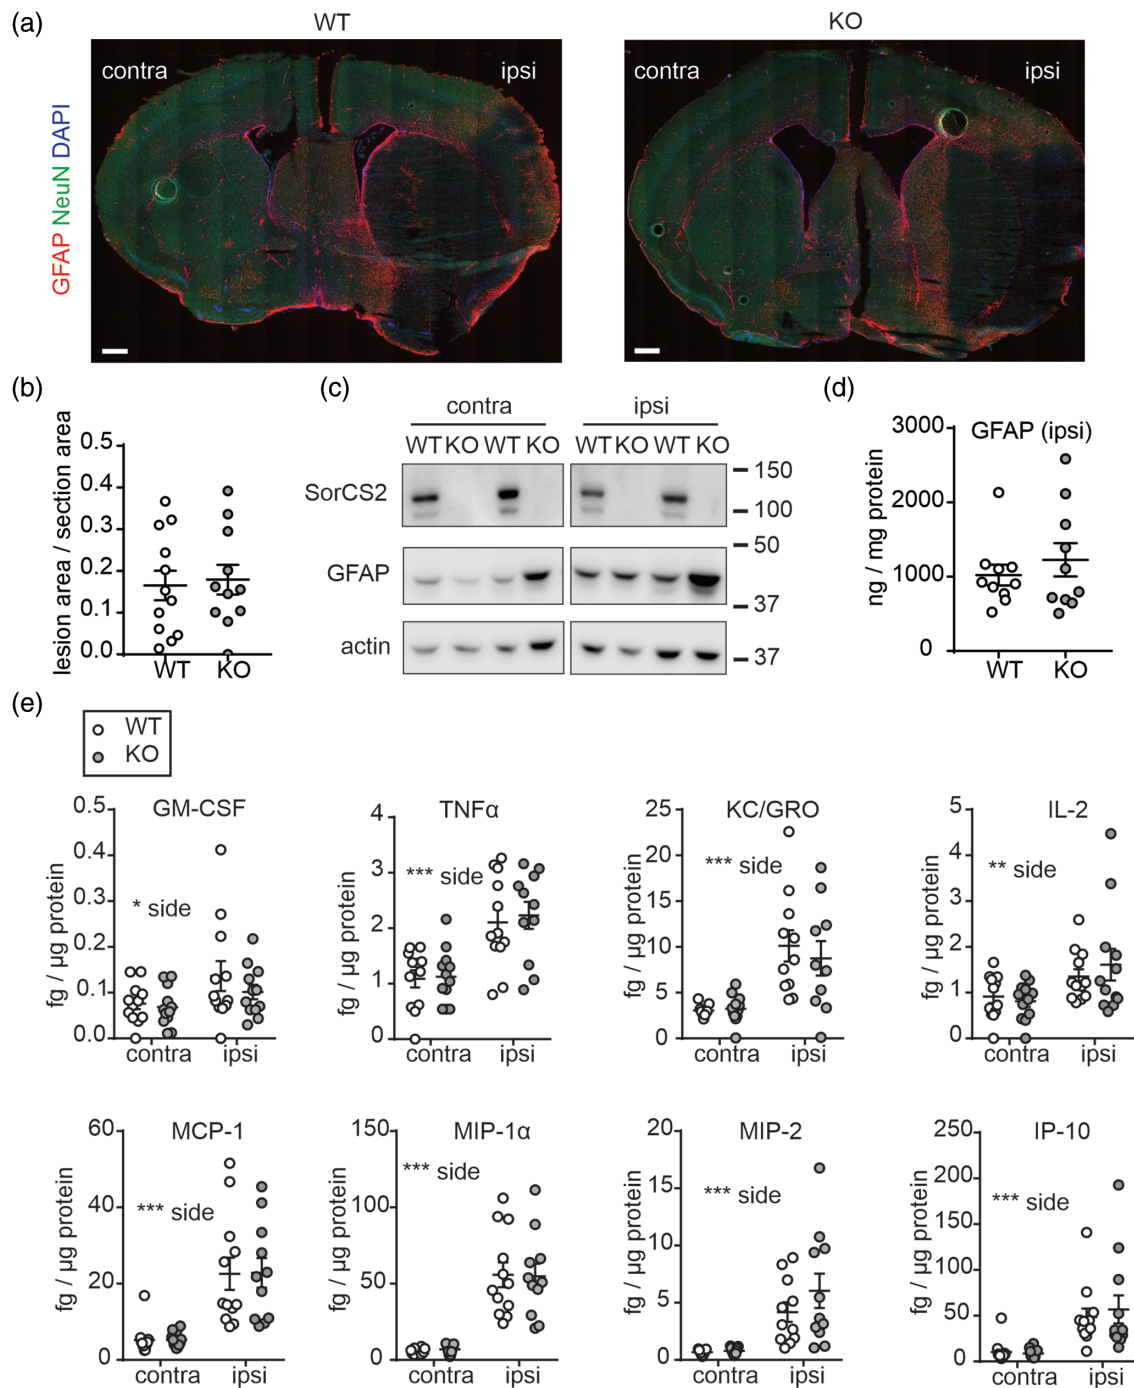 (a)
WT
KO
contra
ipsi
contra
ipsi
GFAP NeuN DAPI
(b)
(c)
(d)
lesion area / section area
0.5
0.4
0.3
0.2
0.1
0.0
WT
KO
contra
ipsi
WT KO WT KO
WT KO WT KO
SorCS2
150
100
GFAP
50
37
actin
37
GFAP (ipsi)
ng / mg protein
3000
2000
1000
0
WT
KO
(e)
WT
KO
GM-CSF
fg / µg protein
0.5
0.4
0.3
0.2
0.1
0.0
* side
contra
ipsi
TNFα
fg / µg protein
4
3
2
1
0
*** side
contra
ipsi
KC/GRO
fg / µg protein
25
20
15
10
5
0
*** side
contra
ipsi
IL-2
fg / µg protein
5
4
3
2
1
0
** side
contra
ipsi
MCP-1
fg / µg protein
60
40
20
0
*** side
contra
ipsi
MIP-1α
fg / µg protein
150
100
50
0
*** side
contra
ipsi
MIP-2
fg / µg protein
20
15
10
5
0
*** side
contra
ipsi
IP-10
fg / µg protein
250
200
150
100
50
0
*** side
contra
ipsi